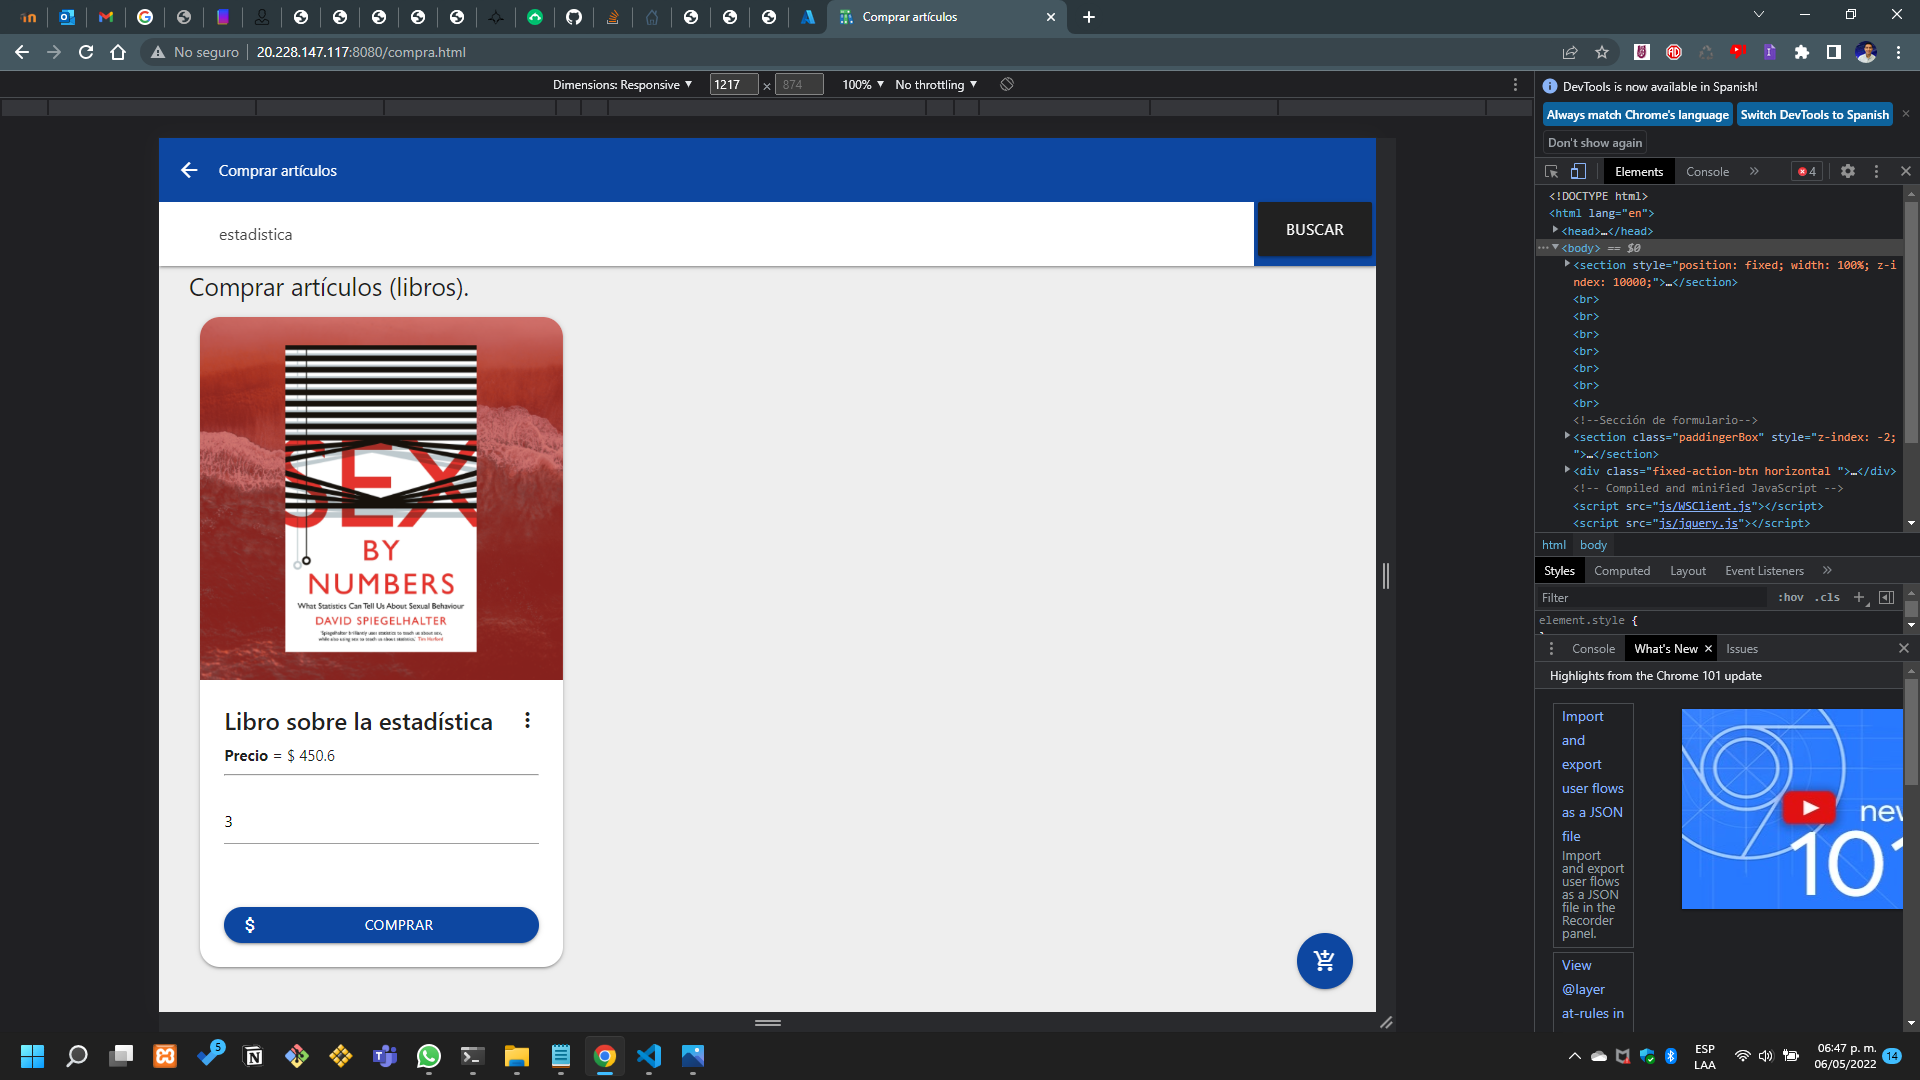 Comprar artículos
No seguro
20.228.147.117:8080/compra.html
Dimensions: Responsive
1217 × 874
100%
No throttling
Comprar artículos
estadistica
BUSCAR
Comprar artículos (libros).
SEX
BY
NUMBERS
What Statistics Can Tell Us About Sexual Behaviour
DAVID SPIEGELHALTER
Libro sobre la estadística
Precio = $ 450.6
3
$ COMPRAR
DevTools is now available in Spanish!
Always match Chrome's language
Switch DevTools to Spanish
Don't show again
Elements
Console
4
<!DOCTYPE html>
<html lang="en">
<head>…</head>
<body> == $0
<section style="position: fixed; width: 100%; z-i
ndex: 10000;">…</section>
<br>
<br>
<br>
<br>
<br>
<br>
<br>
<!--Sección de formulario-->
<section class="paddingerBox" style="z-index: -2;
">…</section>
<div class="fixed-action-btn horizontal ">…</div>
<!-- Compiled and minified JavaScript -->
<script src="js/WSClient.js"></script>
<script src="js/jquery.js"></script>
html
body
Styles
Computed
Layout
Event Listeners
Filter
:hov
.cls
element.style {
Console
What's New
Issues
Highlights from the Chrome 101 update
Import
and
export
user flows
as a JSON
file
Import
and export
user flows
as a JSON
file in the
Recorder
panel.
View
@layer
at-rules in
new
101
5
ESP
LAA
06:47 p. m.
06/05/2022
14